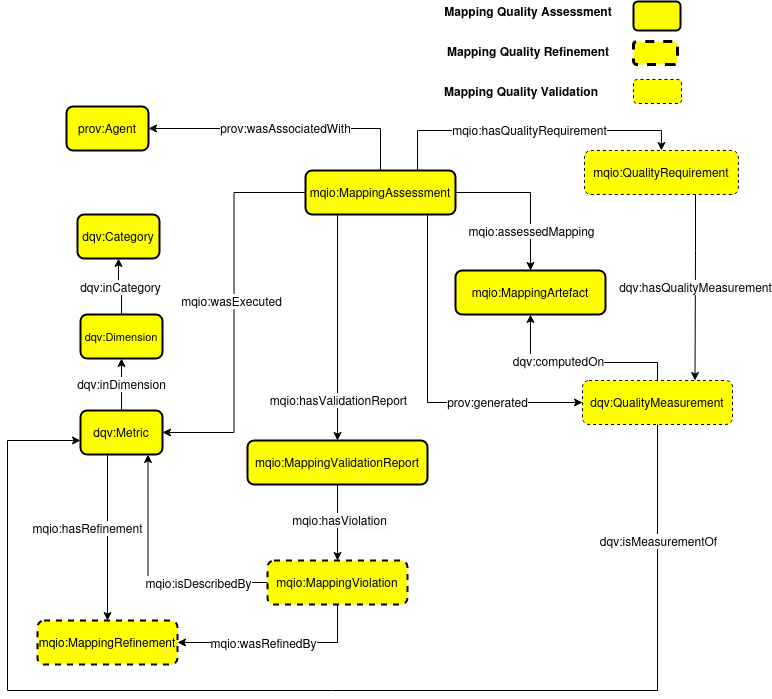 Mapping Quality Assessment
Mapping Quality Refinement
Mapping Quality Validation
prov:Agent
prov:wasAssociatedWith
mqio:hasQualityRequirement
mqio:QualityRequirement
mqio:MappingAssessment
dqv:Category
mqio:assessedMapping
dqv:inCategory
mqio:wasExecuted
mqio:MappingArtefact
dqv:hasQualityMeasurement
dqv:Dimension
dqv:computedOn
dqv:inDimension
mqio:hasValidationReport
prov:generated
dqv:QualityMeasurement
dqv:Metric
mqio:MappingValidationReport
mqio:hasRefinement
mqio:hasViolation
dqv:isMeasurementOf
mqio:isDescribedBy
mqio:MappingViolation
mqio:MappingRefinement
mqio:wasRefinedBy